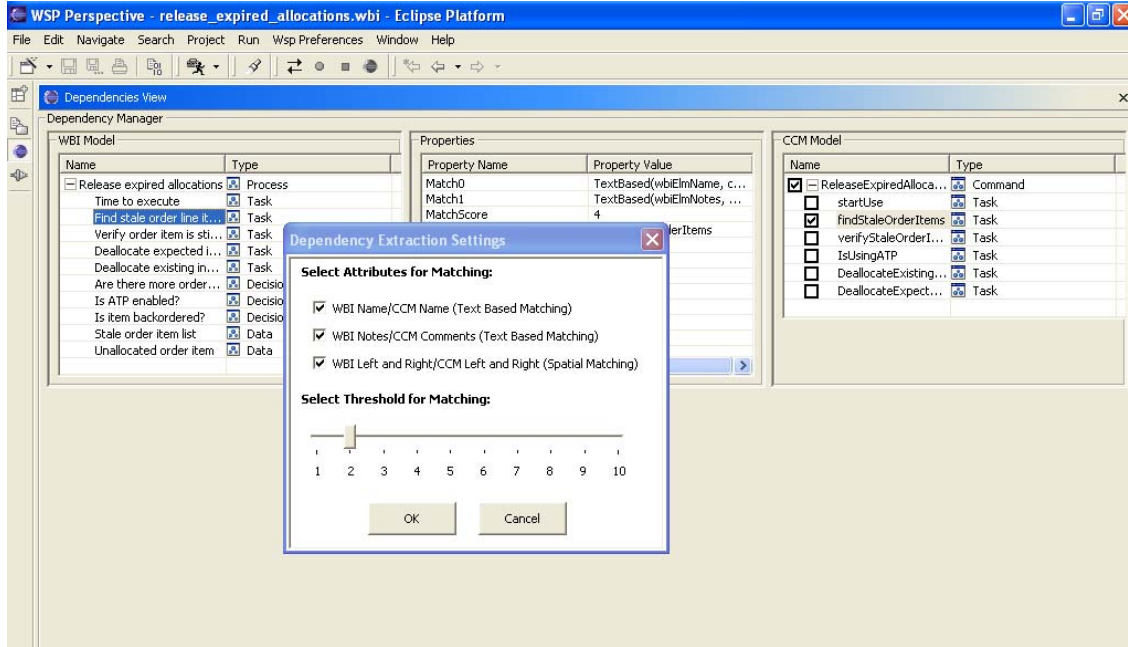 WSP Perspective - release_expired_allocations.wbi - Eclipse Platform
File Edit Navigate Search Project Run Wsp Preferences Window Help
Dependencies View
Dependency Manager
WBI Model
Name Type
Release expired allocations Process
Time to execute Task
Find stale order line it... Task
Verify order item is sti... Task
Deallocate expected i... Task
Deallocate existing in... Task
Are there more order... Decisio
Is ATP enabled? Decisio
Is item backordered? Decisio
Stale order item list Data
Unallocated order item Data
Properties
Property Name Property Value
Match0 TextBased(wbiElmName, c...
Match1 TextBased(wbiElmNotes, ...
MatchScore 4
derItems
CCM Model
Name Type
ReleaseExpiredAlloca... Command
startUse Task
findStaleOrderItems Task
verifyStaleOrderI... Task
IsUsingATP Task
DeallocateExisting... Task
DeallocateExpect... Task
Dependency Extraction Settings
Select Attributes for Matching:
WBI Name/CCM Name (Text Based Matching)
WBI Notes/CCM Comments (Text Based Matching)
WBI Left and Right/CCM Left and Right (Spatial Matching)
Select Threshold for Matching:
1 2 3 4 5 6 7 8 9 10
OK Cancel